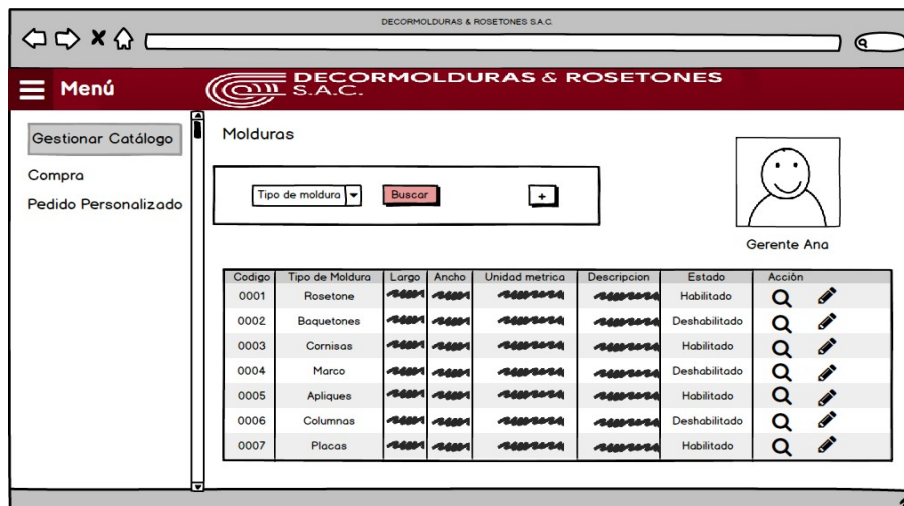 DECORMOLDURAS & ROSETONES S.A.C.
Menú
DECORMOLDURAS & ROSETONES
S.A.C.
Gestionar Catálogo
Compra
Pedido Personalizado
Molduras
Tipo de moldura Buscar +
Gerente Ana
Codigo Tipo de Moldura Largo Ancho Unidad metrica Descripcion Estado Acción
0001 Rosetone Habilitado
0002 Baquetones Deshabilitado
0003 Cornisas Habilitado
0004 Marco Deshabilitado
0005 Apliques Habilitado
0006 Columnas Deshabilitado
0007 Placas Habilitado